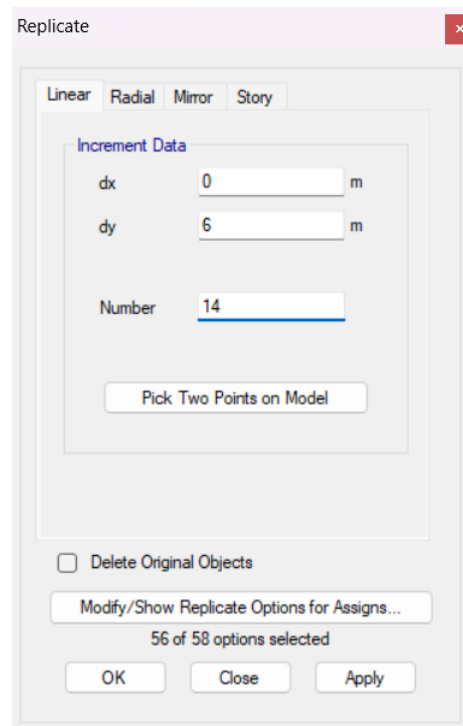 Replicate
Linear Radial Mirror Story
Increment Data
dx 0 m
dy 6 m
Number 14
Pick Two Points on Model
Delete Original Objects
Modify/Show Replicate Options for Assigns...
56 of 58 options selected
OK Close Apply